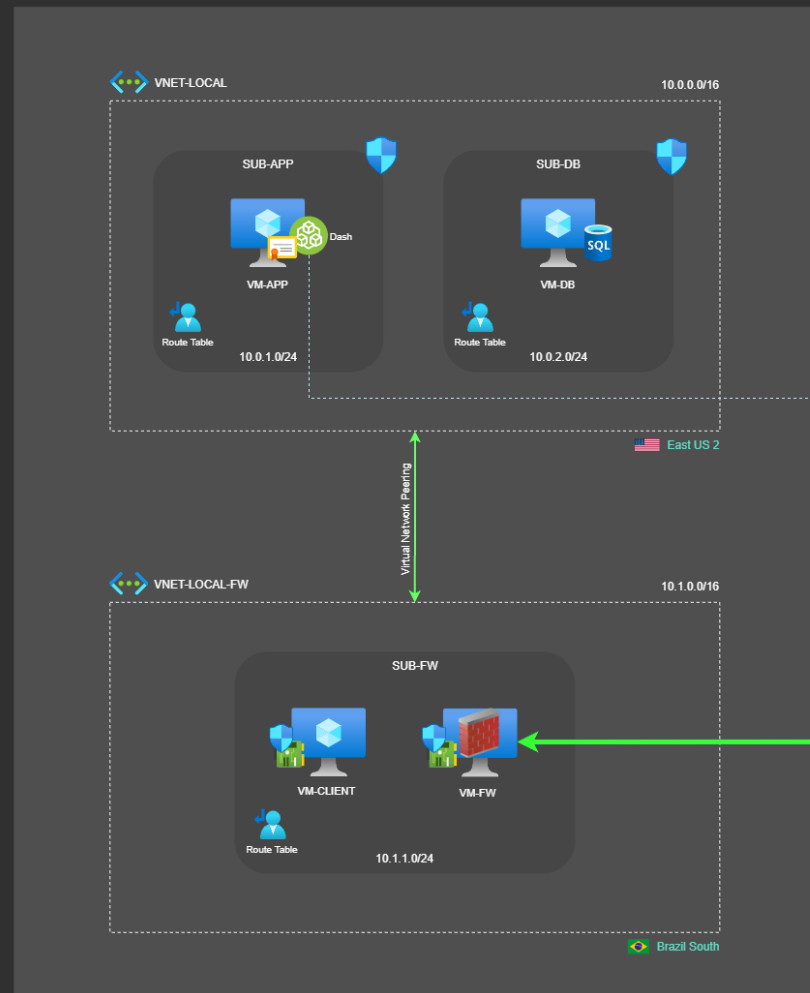 VNET-LOCAL
10.0.0.0/16
SUB-APP
SUB-DB
Dash
SQL
VM-APP
VM-DB
Route Table
Route Table
10.0.1.0/24
10.0.2.0/24
East US 2
Virtual Network Peering
VNET-LOCAL-FW
10.1.0.0/16
SUB-FW
VM-CLIENT
VM-FW
Route Table
10.1.1.0/24
Brazil South